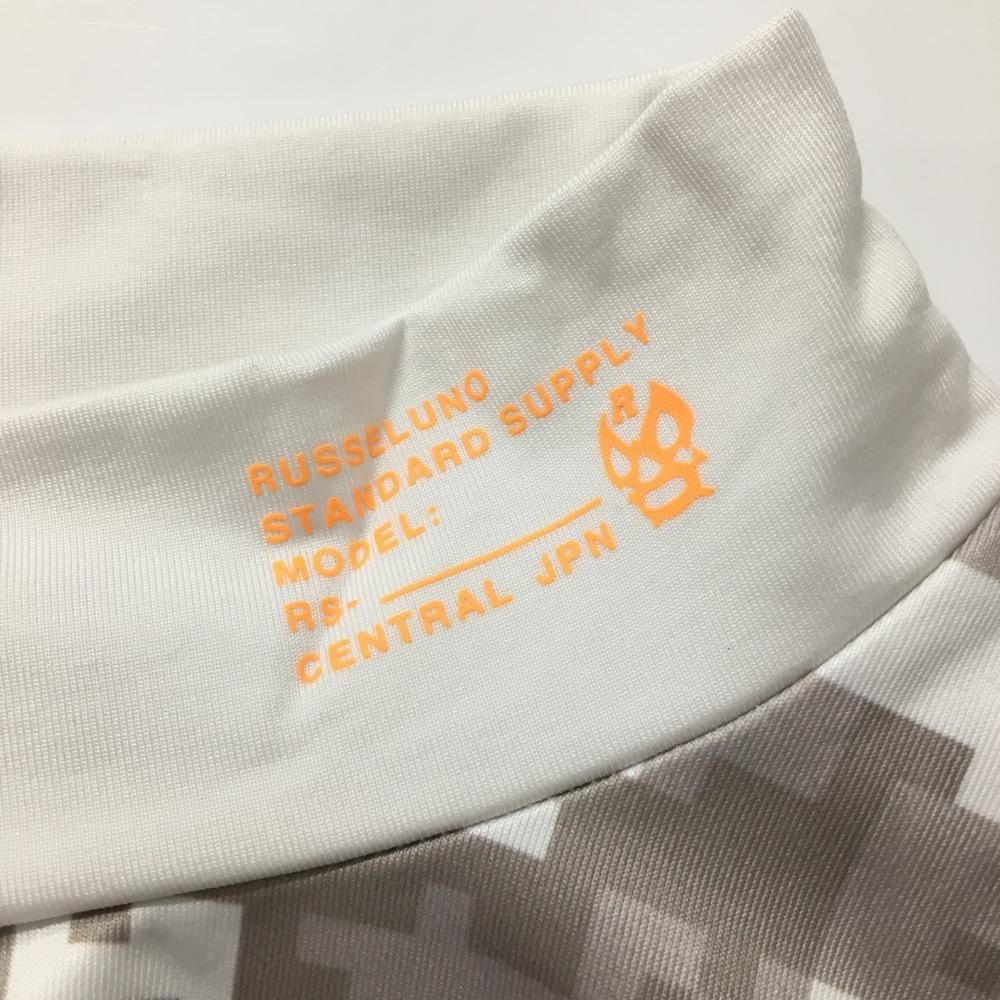 RUSSELUNO
STANDARD SUPPLY
MODEL:
RS-
CENTRAL JPN
R